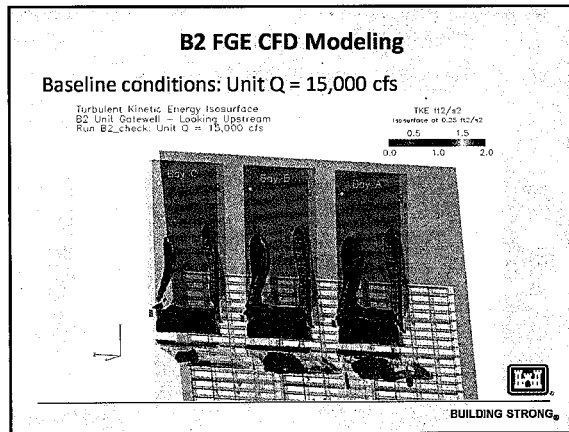 B2 FGE CFD Modeling
Baseline conditions: Unit Q = 15,000 cfs
Turbulent Kinetic Energy Isosurface
B2 Unit Gatewell - Looking Upstream
Run B2_check: Unit Q = 15,000 cfs
TKE ft2/s2
Isosurface at 0.25 ft2/s2
0.5 1.5
0.0 1.0 2.0
Bay C Bay B Bay A
BUILDING STRONG®